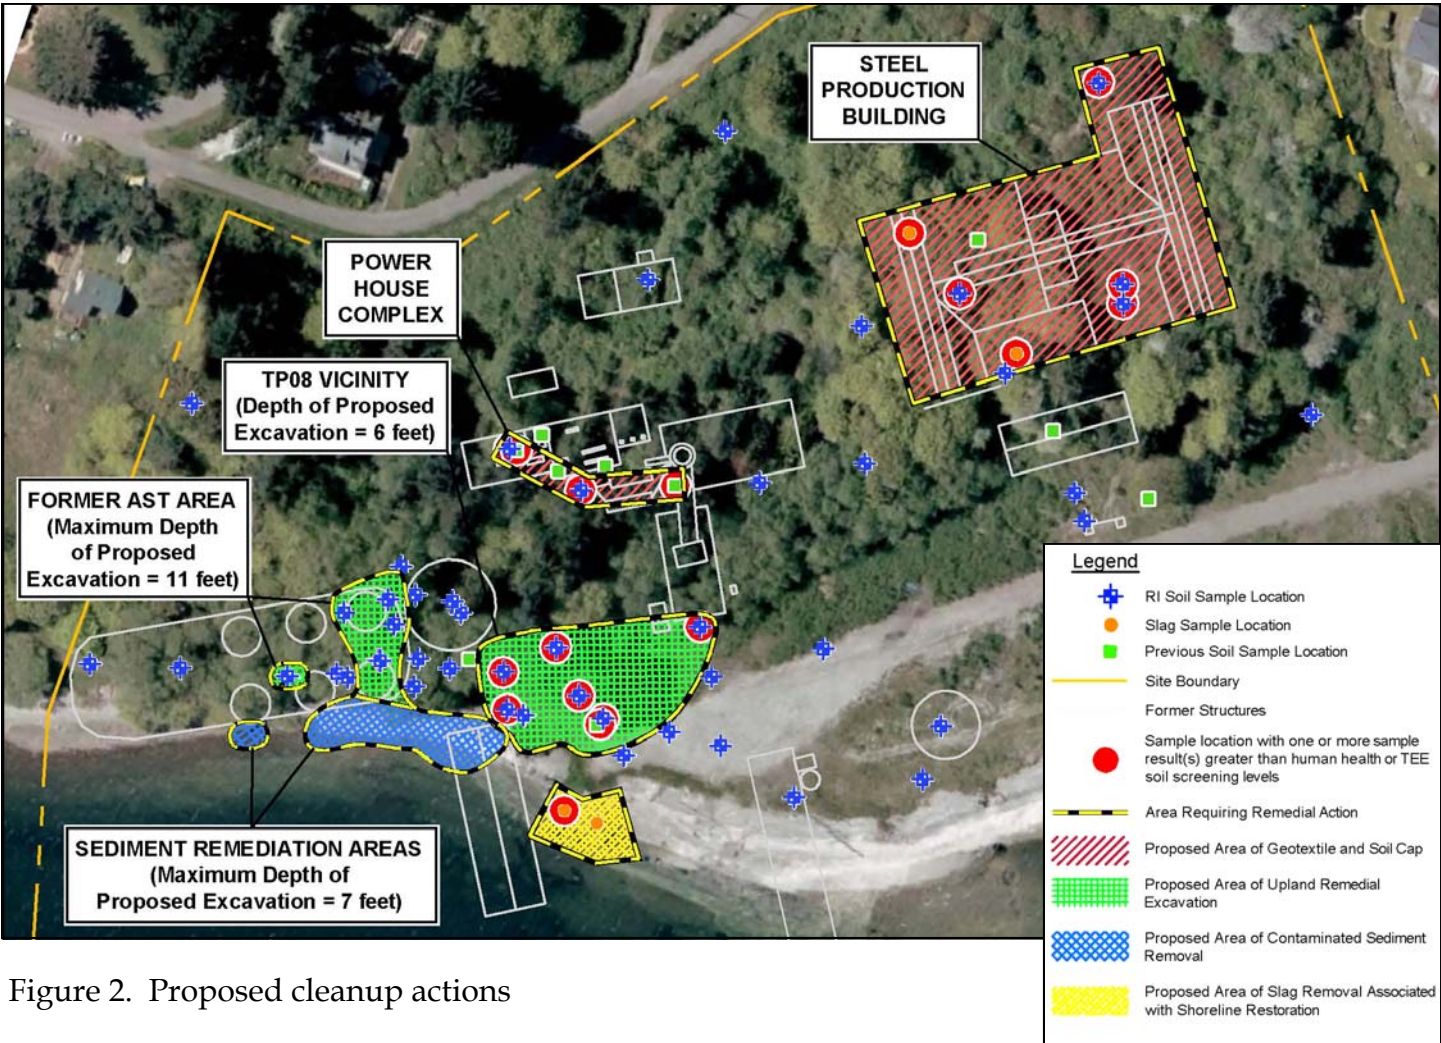 STEEL
PRODUCTION
BUILDING
POWER
HOUSE
COMPLEX
TP08 VICINITY
(Depth of Proposed
Excavation = 6 feet)
FORMER AST AREA
(Maximum Depth
of Proposed
Excavation = 11 feet)
SEDIMENT REMEDIATION AREAS
(Maximum Depth of
Proposed Excavation = 7 feet)
Legend
RI Soil Sample Location
Slag Sample Location
Previous Soil Sample Location
Site Boundary
Former Structures
Sample location with one or more sample
result(s) greater than human health or TEE
soil screening levels
Area Requiring Remedial Action
Proposed Area of Geotextile and Soil Cap
Proposed Area of Upland Remedial
Excavation
Proposed Area of Contaminated Sediment
Removal
Proposed Area of Slag Removal Associated
with Shoreline Restoration
Figure 2. Proposed cleanup actions